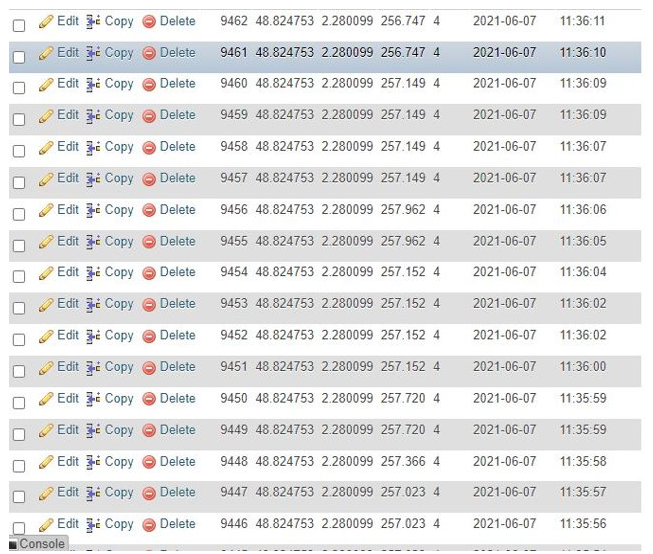 Edit Copy Delete 9462 48.824753 2.280099 256.747 4 2021-06-07 11:36:11
Edit Copy Delete 9461 48.824753 2.280099 256.747 4 2021-06-07 11:36:10
Edit Copy Delete 9460 48.824753 2.280099 257.149 4 2021-06-07 11:36:09
Edit Copy Delete 9459 48.824753 2.280099 257.149 4 2021-06-07 11:36:09
Edit Copy Delete 9458 48.824753 2.280099 257.149 4 2021-06-07 11:36:07
Edit Copy Delete 9457 48.824753 2.280099 257.149 4 2021-06-07 11:36:07
Edit Copy Delete 9456 48.824753 2.280099 257.962 4 2021-06-07 11:36:06
Edit Copy Delete 9455 48.824753 2.280099 257.962 4 2021-06-07 11:36:05
Edit Copy Delete 9454 48.824753 2.280099 257.152 4 2021-06-07 11:36:04
Edit Copy Delete 9453 48.824753 2.280099 257.152 4 2021-06-07 11:36:02
Edit Copy Delete 9452 48.824753 2.280099 257.152 4 2021-06-07 11:36:02
Edit Copy Delete 9451 48.824753 2.280099 257.152 4 2021-06-07 11:36:00
Edit Copy Delete 9450 48.824753 2.280099 257.720 4 2021-06-07 11:35:59
Edit Copy Delete 9449 48.824753 2.280099 257.720 4 2021-06-07 11:35:59
Edit Copy Delete 9448 48.824753 2.280099 257.366 4 2021-06-07 11:35:58
Edit Copy Delete 9447 48.824753 2.280099 257.023 4 2021-06-07 11:35:57
Edit Copy Delete 9446 48.824753 2.280099 257.023 4 2021-06-07 11:35:56
Console